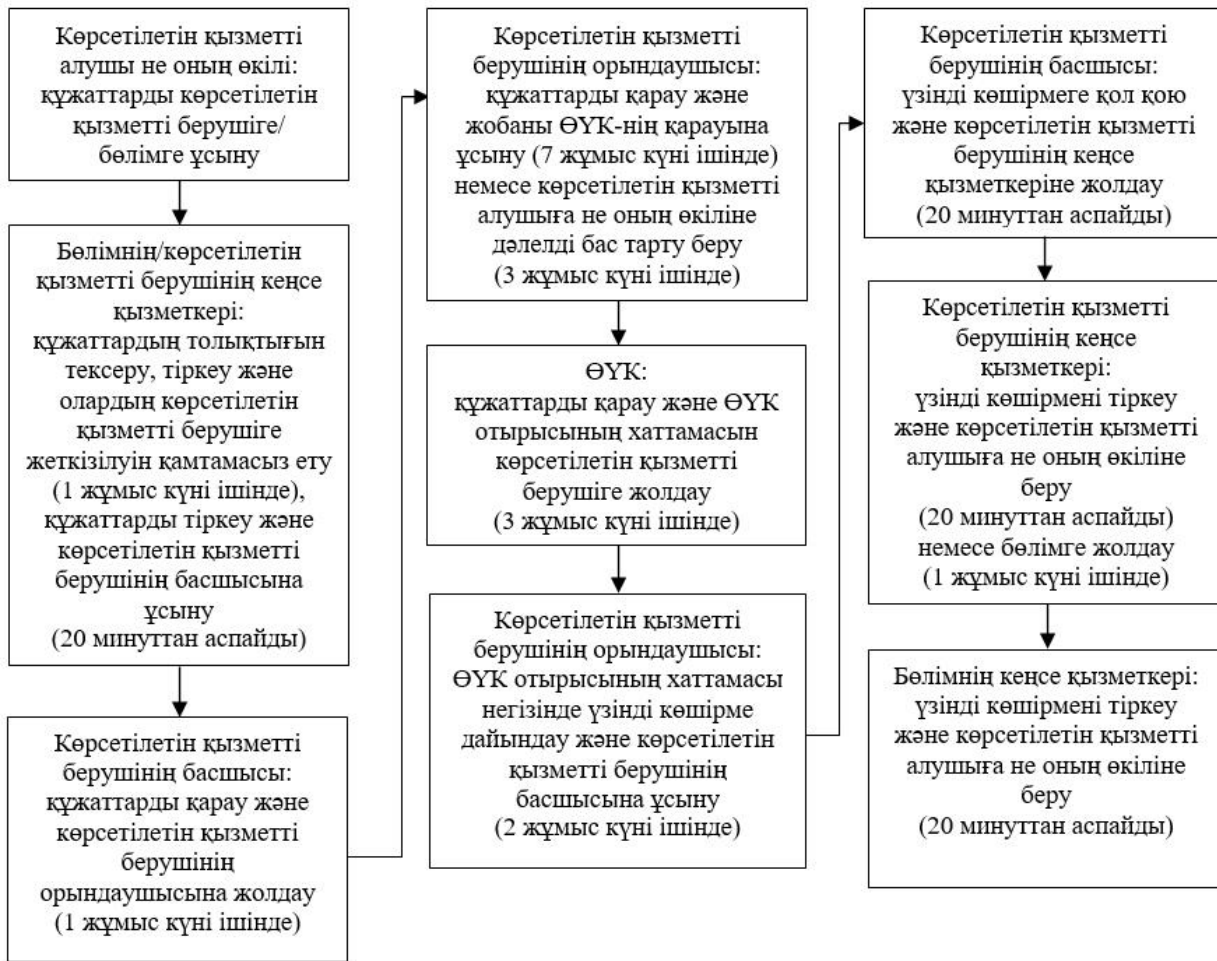 Көрсетілетін қызметті
алушы не оның өкілі:
құжаттарды көрсетілетін
қызметті берушіге/
бөлімге ұсыну
Бөлімнің/көрсетілетін
қызметті берушінің кеңсе
қызметкері:
құжаттардың толықтығын
тексеру, тіркеу және
олардың көрсетілетін
қызметті берушіге
жеткізілуін қамтамасыз ету
(1 жұмыс күні ішінде),
құжаттарды тіркеу және
көрсетілетін қызметті
берушінің басшысына
ұсыну
(20 минуттан аспайды)
Көрсетілетін қызметті
берушінің басшысы:
құжаттарды қарау және
көрсетілетін қызметті
берушінің
орындаушысына жолдау
(1 жұмыс күні ішінде)
Көрсетілетін қызметті
берушінің орындаушысы:
құжаттарды қарау және
жобаны ӨҮК-нің қарауына
ұсыну (7 жұмыс күні ішінде)
немесе көрсетілетін қызметті
алушыға не оның өкіліне
дәлелді бас тарту беру
(3 жұмыс күні ішінде)
ӨҮК:
құжаттарды қарау және ӨҮК
отырысының хаттамасын
көрсетілетін қызметті
берушіге жолдау
(3 жұмыс күні ішінде)
Көрсетілетін қызметті
берушінің орындаушысы:
ӨҮК отырысының хаттамасы
негізінде үзінді көшірме
дайындау және көрсетілетін
қызметті берушінің
басшысына ұсыну
(2 жұмыс күні ішінде)
Көрсетілетін қызметті
берушінің басшысы:
үзінді көшірмеге қол қою
және көрсетілетін қызметті
берушінің кеңсе
қызметкеріне жолдау
(20 минуттан аспайды)
Көрсетілетін қызметті
берушінің кеңсе
қызметкері:
үзінді көшірмені тіркеу
және көрсетілетін қызметті
алушыға не оның өкіліне
беру
(20 минуттан аспайды)
немесе бөлімге жолдау
(1 жұмыс күні ішінде)
Бөлімнің кеңсе қызметкері:
үзінді көшірмені тіркеу
және көрсетілетін қызметті
алушыға не оның өкіліне
беру
(20 минуттан аспайды)